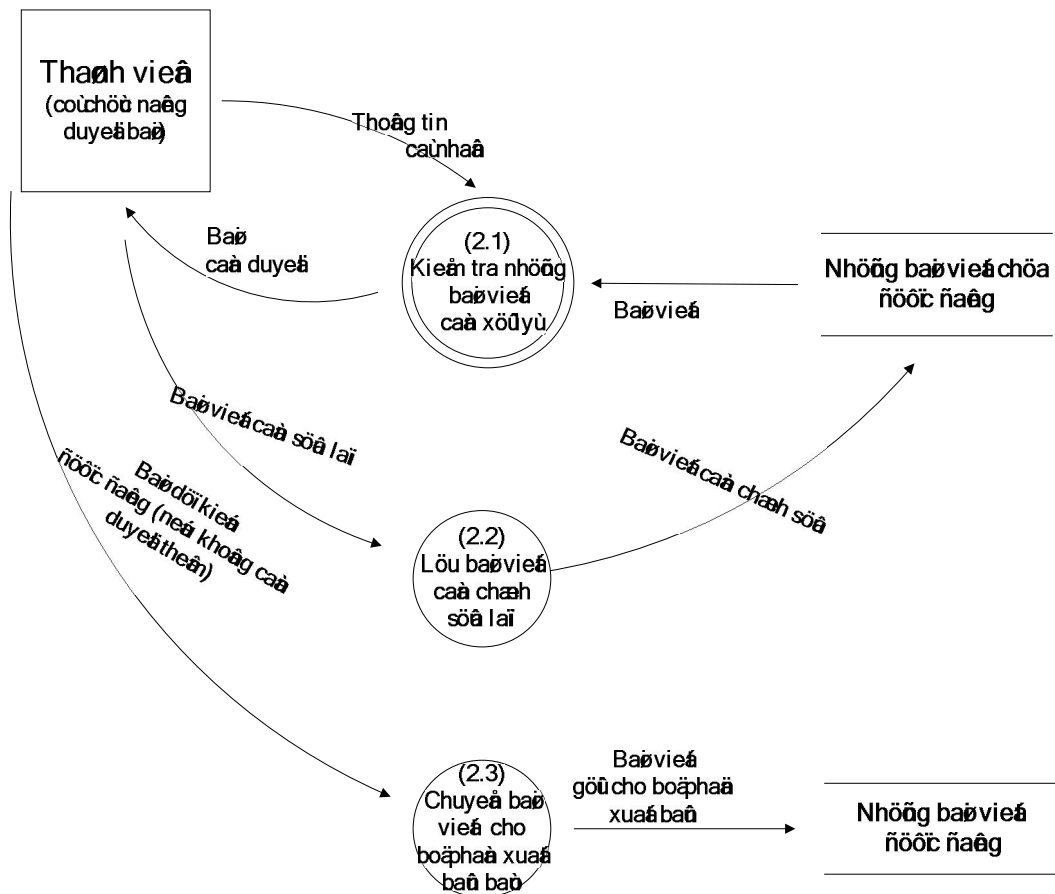 Thaønh vieân
(coù chöùc naêng
duyeät baøi)
Thoâng tin
caù nhaân
Baøi
caàn duyeät
(2.1)
Kieåm tra nhöõng
baøi vieát
caàn xöû lyù
Baøi vieát
Nhöõng baøi vieát chöa
ñöôïc ñaêng
Baøi vieát caàn söûa laïi
Baøi döï kieán
ñöôïc ñaêng (neáu khoâng caàn
duyeät theâm)
Baøi vieát caàn chænh söûa
(2.2)
Löu baøi vieát
caàn chænh
söûa laïi
(2.3)
Chuyeån baøi
vieát cho
boä phaän xuaát
baûn baùo
Baøi vieát
göûi cho boä phaän
xuaát baûn
Nhöõng baøi vieát
ñöôïc ñaêng